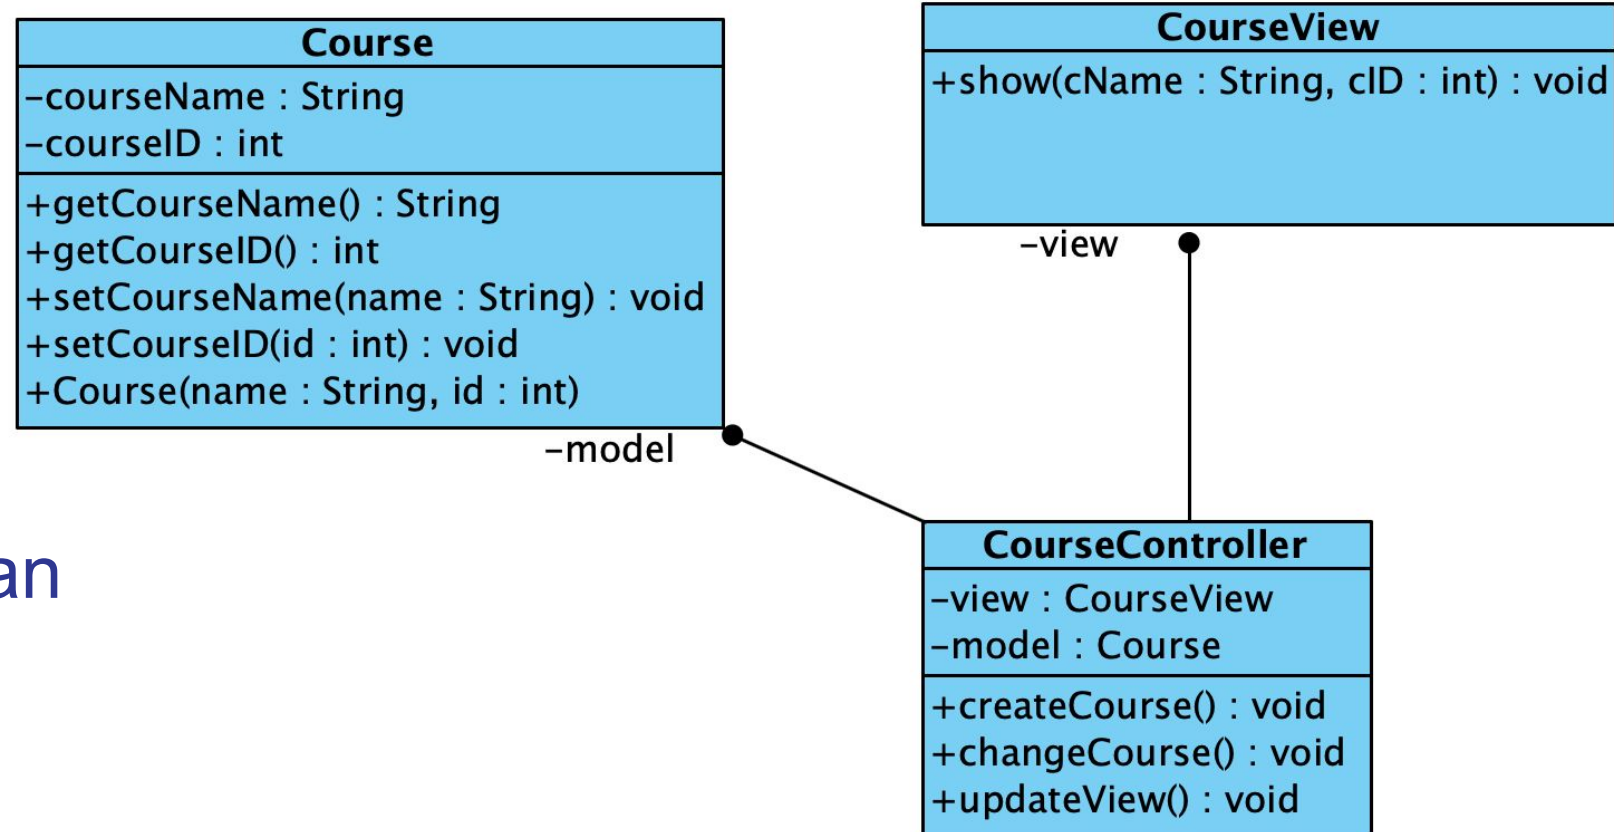 Course
-courseName : String
-courseID : int
+getCourseName() : String
+getCourseID() : int
+setCourseName(name : String) : void
+setCourseID(id : int) : void
+Course(name : String, id : int)
-model
CourseView
+show(cName : String, cID : int) : void
-view
an
CourseController
-view : CourseView
-model : Course
+createCourse() : void
+changeCourse() : void
+updateView() : void